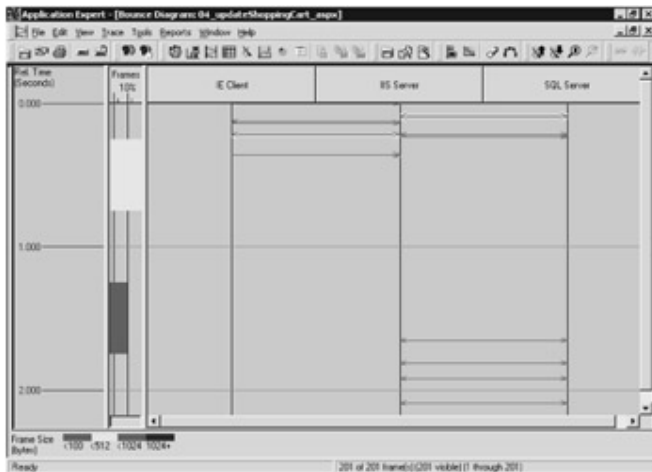 Application Expert - [Bounce Diagram: 04_updateShoppingCart_aspx]
File Edit View Trace Tools Reports Window Help
Rel. Time
(Seconds)
Frames
10%
IE Client
IIS Server
SQL Server
0.000
1.000
2.000
Frame Size
(bytes)
<100 <512 <1024 1024+
Ready
201 of 201 frame(s) (201 visible) (1 through 201)